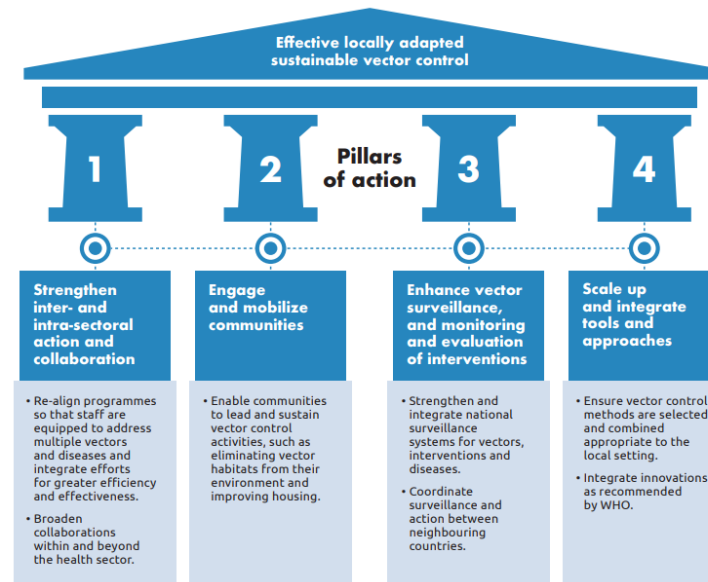 Effective locally adapted
sustainable vector control
1
2
Pillars
of action
3
4
Strengthen
inter- and
intra-sectoral
action and
collaboration
• Re-align programmes
so that staff are
equipped to address
multiple vectors
and diseases and
integrate efforts
for greater efficiency
and effectiveness.
• Broaden
collaborations
within and beyond
the health sector.
Engage
and mobilize
communities
• Enable communities
to lead and sustain
vector control
activities, such as
eliminating vector
habitats from their
environment and
improving housing.
Enhance vector
surveillance,
and monitoring
and evaluation
of interventions
• Strengthen and
integrate national
surveillance
systems for vectors,
interventions and
diseases.
• Coordinate
surveillance and
action between
neighbouring
countries.
Scale up
and integrate
tools and
approaches
• Ensure vector control
methods are selected
and combined
appropriate to the
local setting.
• Integrate innovations
as recommended
by WHO.